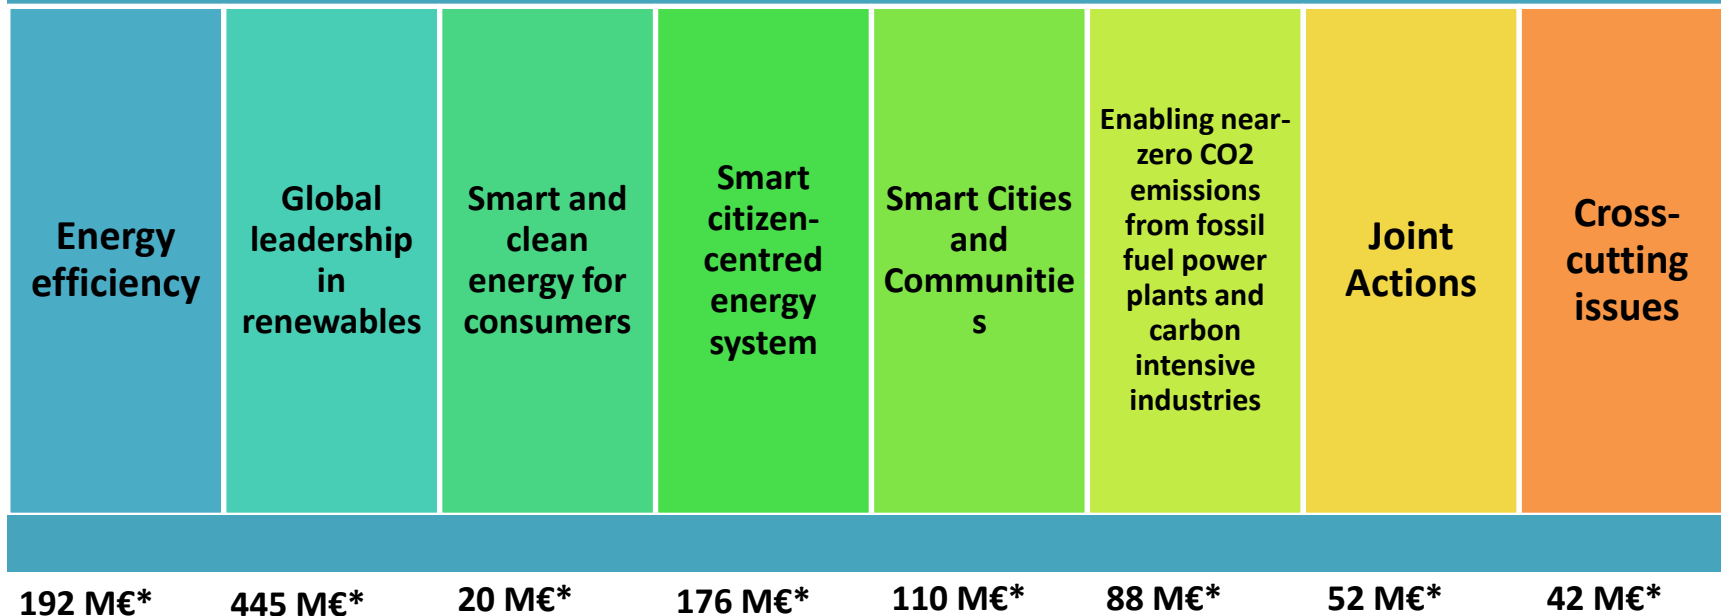 Energy
efficiency
Global
leadership
in
renewables
Smart and
clean
energy for
consumers
Smart
citizen-
centred
energy
system
Smart Cities
and
Communitie
s
Enabling near-
zero CO2
emissions
from fossil
fuel power
plants and
carbon
intensive
industries
Joint
Actions
Cross-
cutting
issues
192 M€*
445 M€*
20 M€*
176 M€*
110 M€*
88 M€*
52 M€*
42 M€*